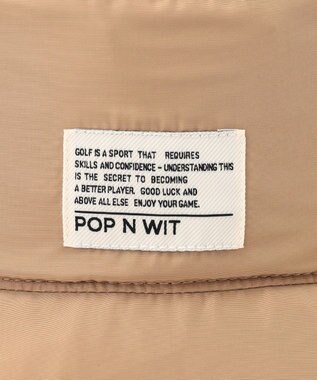 GOLF IS A SPORT THAT REQUIRES
SKILLS AND CONFIDENCE - UNDERSTANDING THIS
IS THE SECRET TO BECOMING
A BETTER PLAYER. GOOD LUCK AND
ABOVE ALL ELSE ENJOY YOUR GAME.
POP N WIT